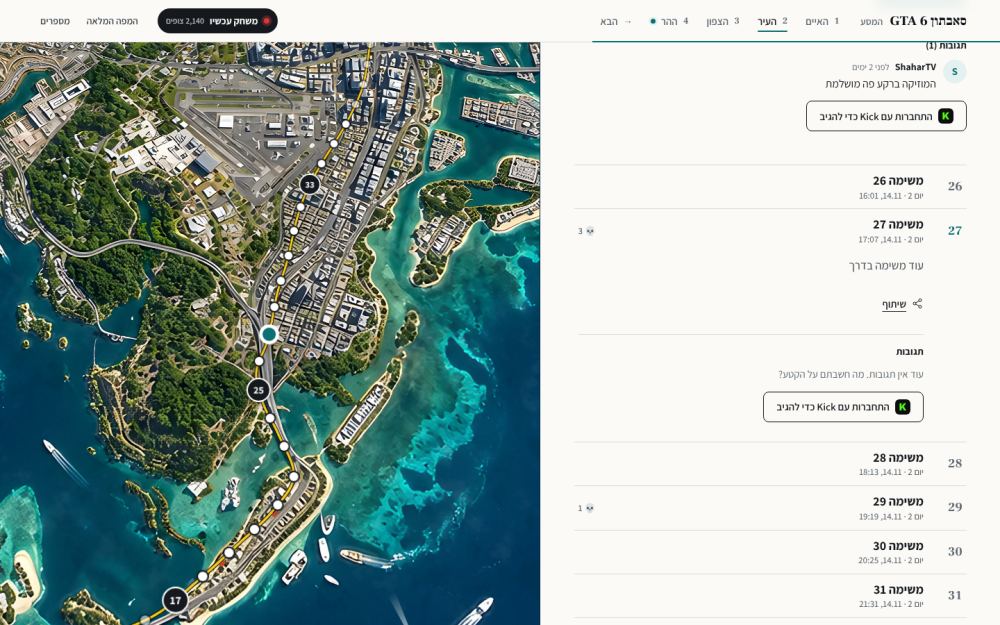 סאבתון GTA 6
המסע
1 האיים
2 העיר
3 הצפון
4 ההר
הבא →
משחק עכשיו 2,140 צופים
המפה המלאה
מספרים
תגובות (1)
S
ShaharTV לפני 2 ימים
המוזיקה ברקע פה מושלמת
K התחברות עם Kick כדי להגיב
26
משימה 26
יום 2 · 14.11, 16:01
27
משימה 27
יום 2 · 14.11, 17:07
💀 3
עוד משימה בדרך
שיתוף
תגובות
עוד אין תגובות. מה חשבתם על הקטע?
K התחברות עם Kick כדי להגיב
28
משימה 28
יום 2 · 14.11, 18:13
29
משימה 29
יום 2 · 14.11, 19:19
💀 1
30
משימה 30
יום 2 · 14.11, 20:25
31
משימה 31
יום 2 · 14.11, 21:31
33
25
17